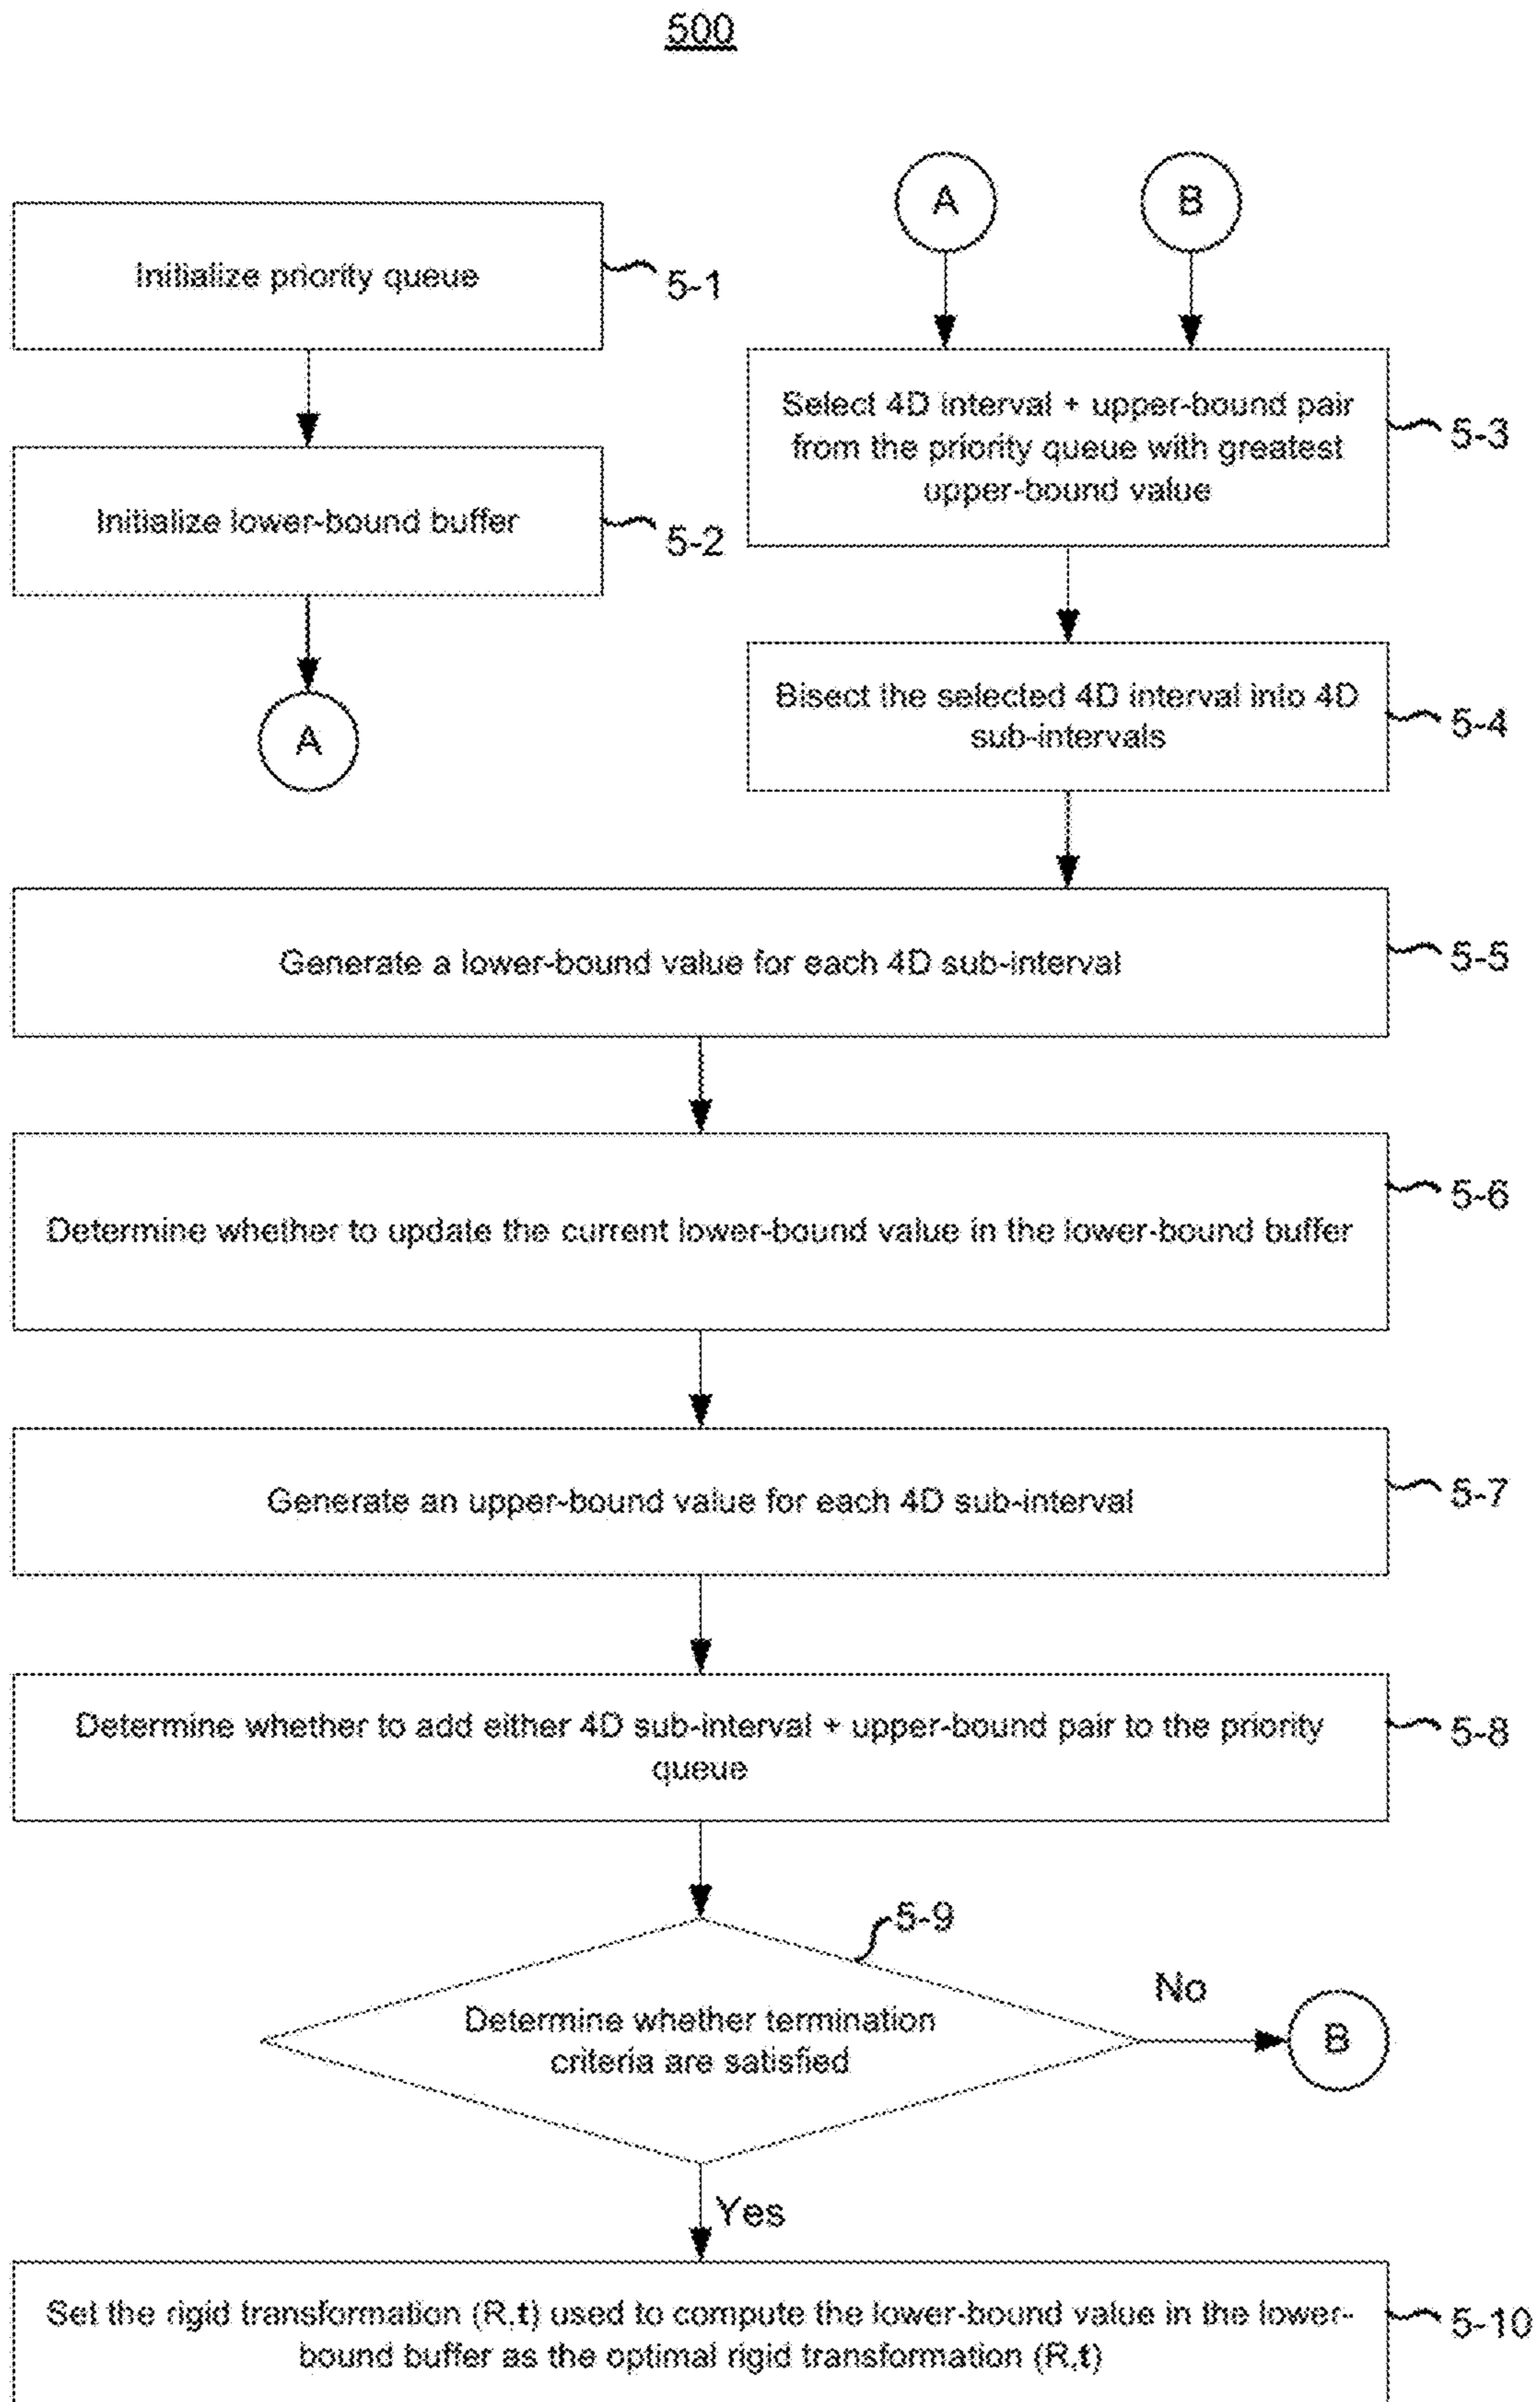 500
Initialize priority queue
5-1
Initialize lower-bound buffer
5-2
A
A
B
Select 4D interval + upper-bound pair
from the priority queue with greatest
upper-bound value
5-3
Bisect the selected 4D interval into 4D
sub-intervals
5-4
Generate a lower-bound value for each 4D sub-interval
5-5
Determine whether to update the current lower-bound value in the lower-bound buffer
5-6
Generate an upper-bound value for each 4D sub-interval
5-7
Determine whether to add either 4D sub-interval + upper-bound pair to the priority
queue
5-8
5-9
Determine whether termination
criteria are satisfied
No
B
Yes
Set the rigid transformation (R,t) used to compute the lower-bound value in the lower-
bound buffer as the optimal rigid transformation (R,t)
5-10